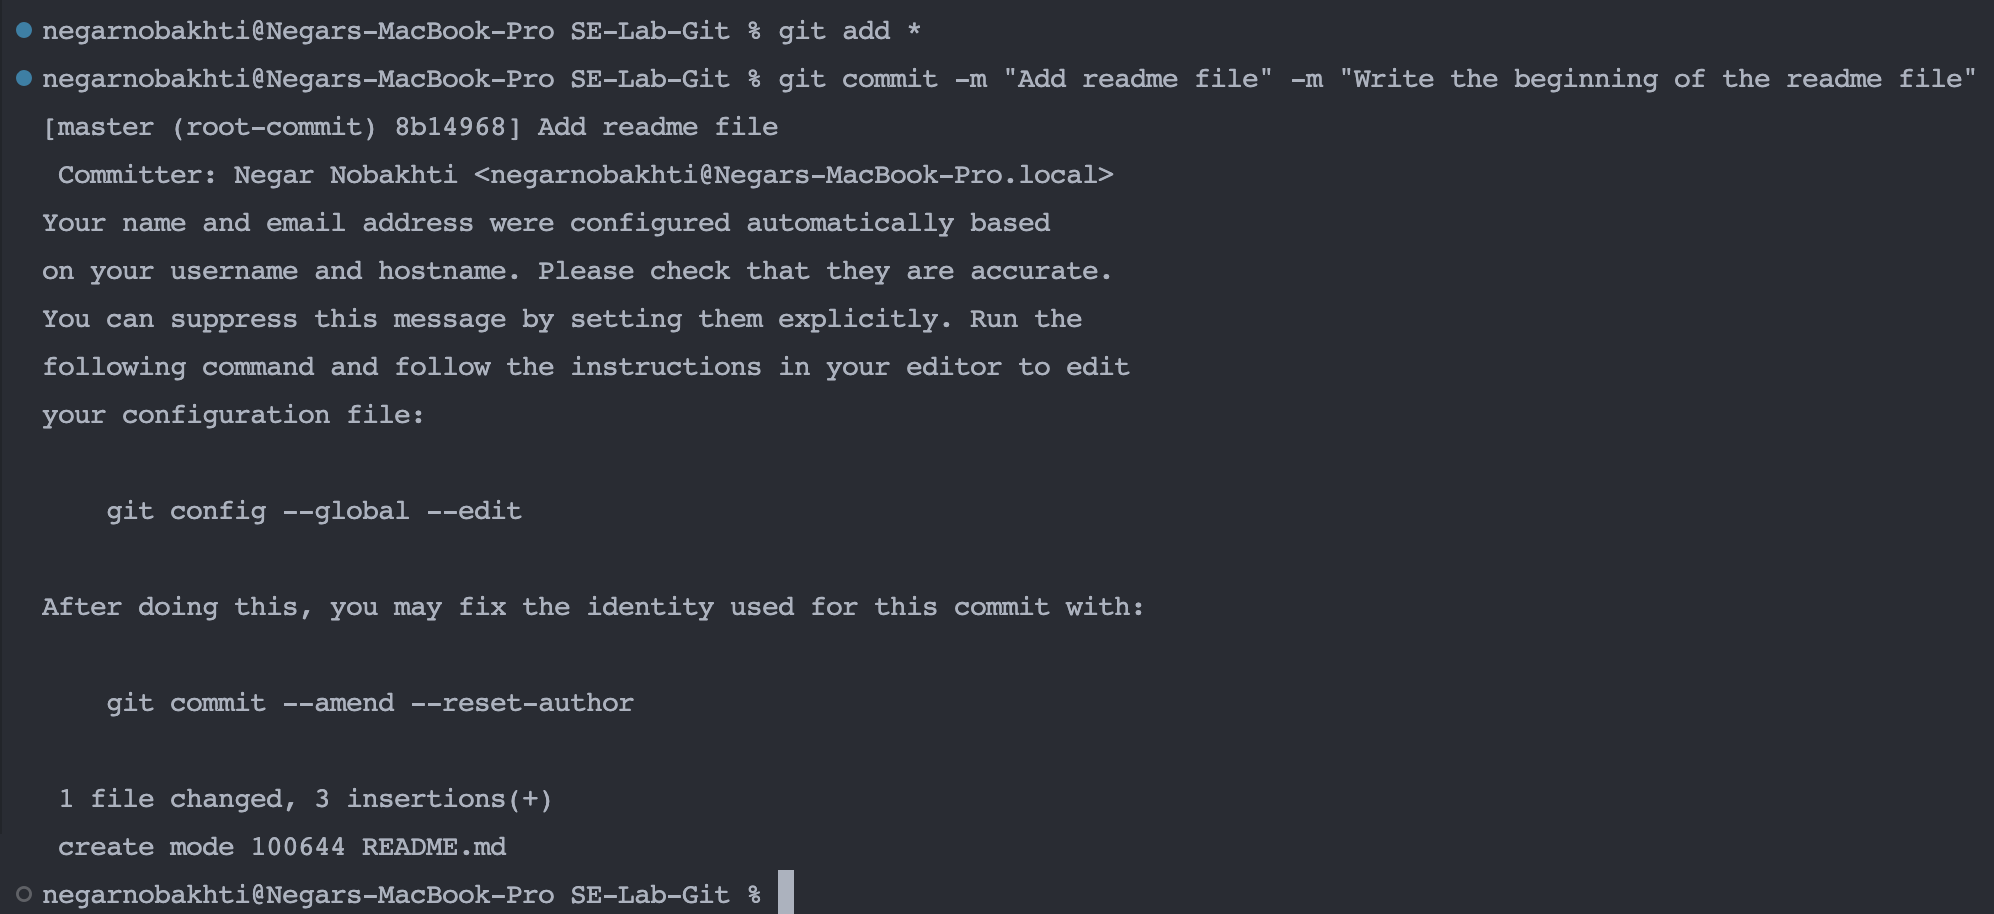 negarnobakhti@Negars-MacBook-Pro SE-Lab-Git % git add *
negarnobakhti@Negars-MacBook-Pro SE-Lab-Git % git commit -m "Add readme file" -m "Write the beginning of the readme file"
[master (root-commit) 8b14968] Add readme file
 Committer: Negar Nobakhti <negarnobakhti@Negars-MacBook-Pro.local>
Your name and email address were configured automatically based
on your username and hostname. Please check that they are accurate.
You can suppress this message by setting them explicitly. Run the
following command and follow the instructions in your editor to edit
your configuration file:
    git config --global --edit
After doing this, you may fix the identity used for this commit with:
    git commit --amend --reset-author
 1 file changed, 3 insertions(+)
 create mode 100644 README.md
negarnobakhti@Negars-MacBook-Pro SE-Lab-Git %